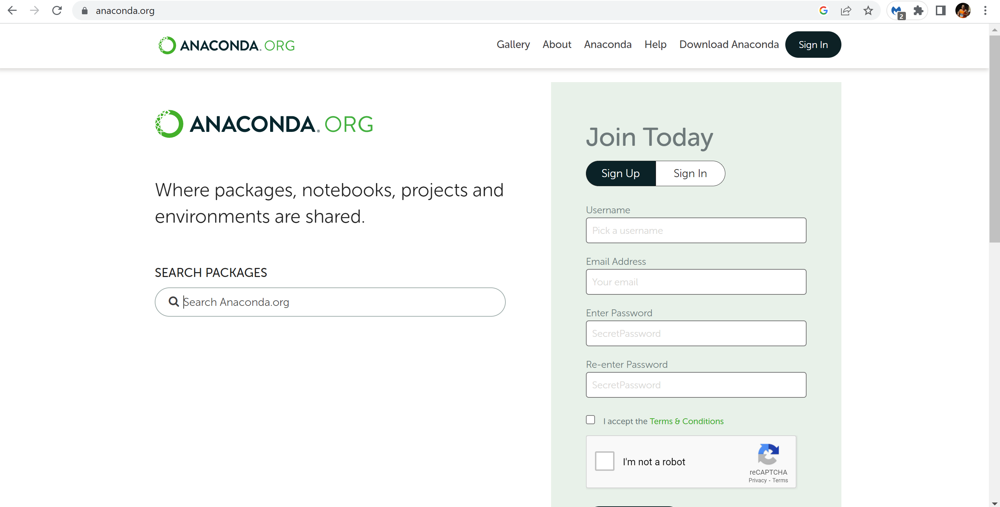 anaconda.org
2
ANACONDA.® ORG
Gallery About Anaconda Help Download Anaconda Sign In
ANACONDA.® ORG
Where packages, notebooks, projects and
environments are shared.
SEARCH PACKAGES
Search Anaconda.org
Join Today
Sign Up Sign In
Username
Pick a username
Email Address
Your email
Enter Password
SecretPassword
Re-enter Password
SecretPassword
I accept the Terms & Conditions
I'm not a robot
reCAPTCHA
Privacy - Terms